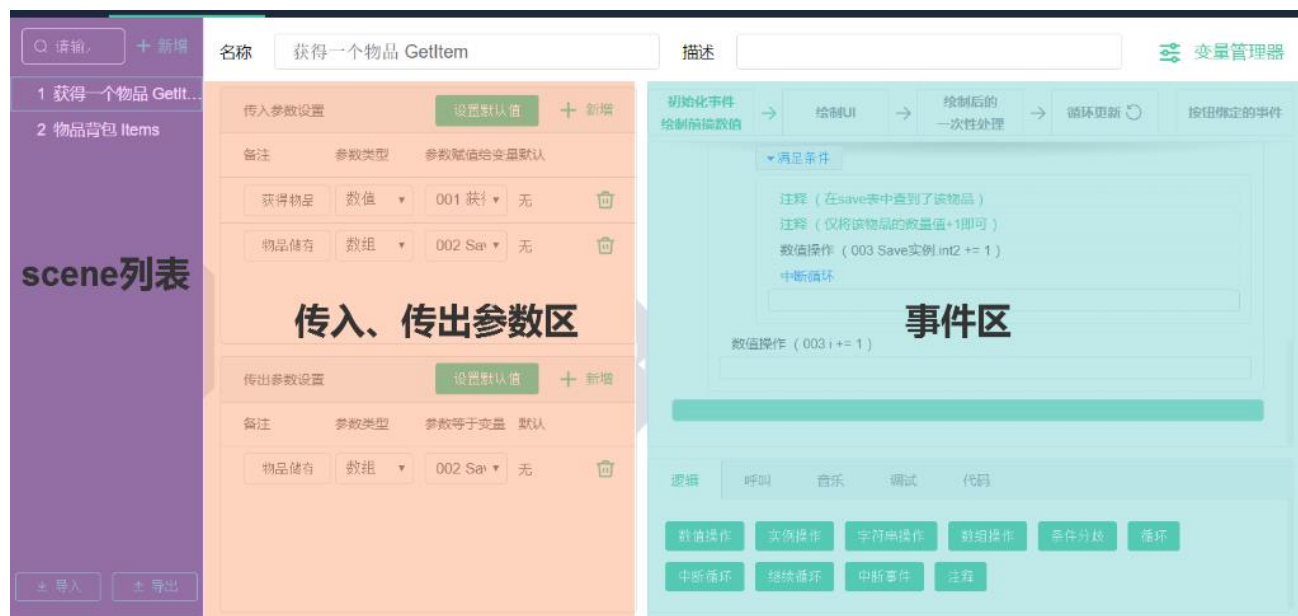 请输.
+ 新增
名称
获得一个物品 GetItem
描述
变量管理器
1 获得一个物品 GetIt...
2 物品背包 Items
scene列表
导入
导出
传入参数设置
设置默认值
+ 新增
备注 参数类型 参数赋值给变量默认
获得物品 数值 001 获 无
物品储存 数组 002 Sa 无
传入、传出参数区
传出参数设置
设置默认值
+ 新增
备注 参数类型 参数等于变量 默认
物品储存 数组 002 Sa 无
初始化事件
绘制前搞数值
绘制UI
绘制后的
一次性处理
循环更新
按钮绑定的事件
满足条件
注释 ( 在save表中查到了该物品 )
注释 ( 仅将该物品的数量值+1即可 )
数值操作 ( 003 Save实例.int2 += 1 )
中断循环
事件区
数值操作 ( 003 i += 1 )
逻辑 呼叫 音乐 调试 代码
数值操作 实例操作 字符串操作 数组操作 条件分歧 循环
中断循环 继续循环 中断事件 注释